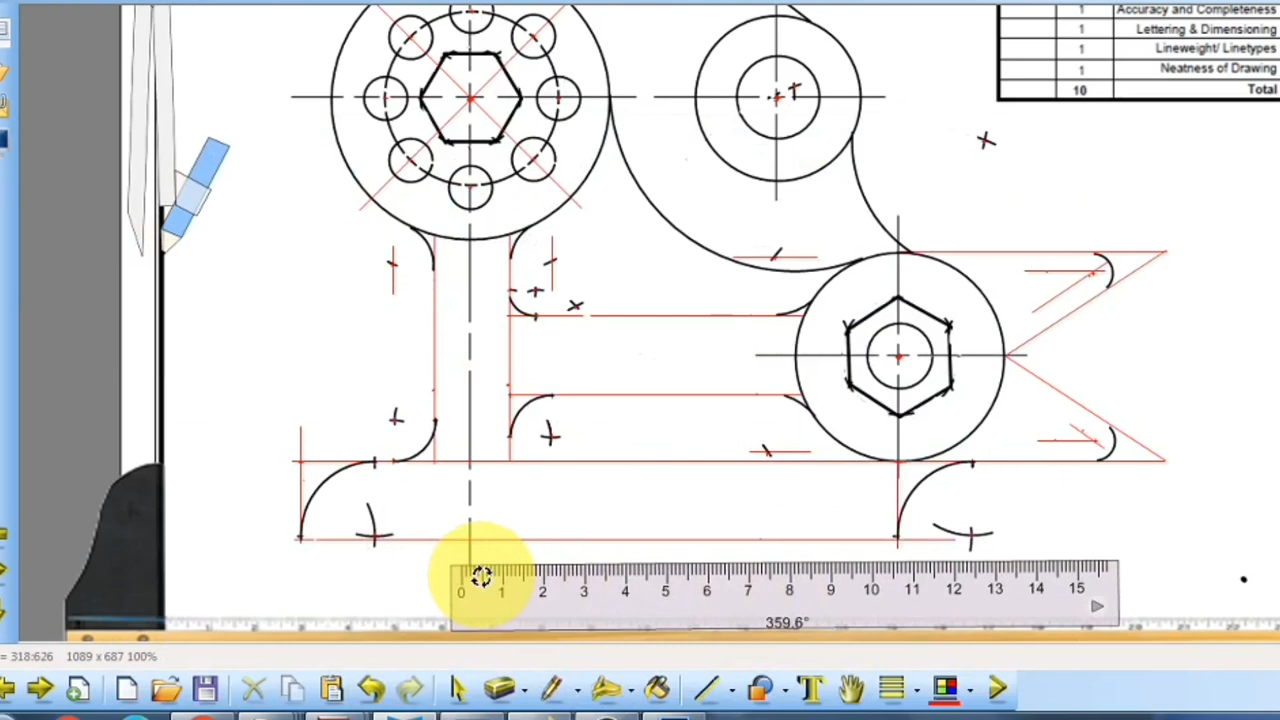 1 Accuracy and Completeness
1 Lettering & Dimensioning
1 Lineweight/ Linetypes
1 Neatness of Drawing
10 Total
0 1 2 3 4 5 6 7 8 9 10 11 12 13 14 15
359.6°
= 318:626 1089 x 687 100%
T